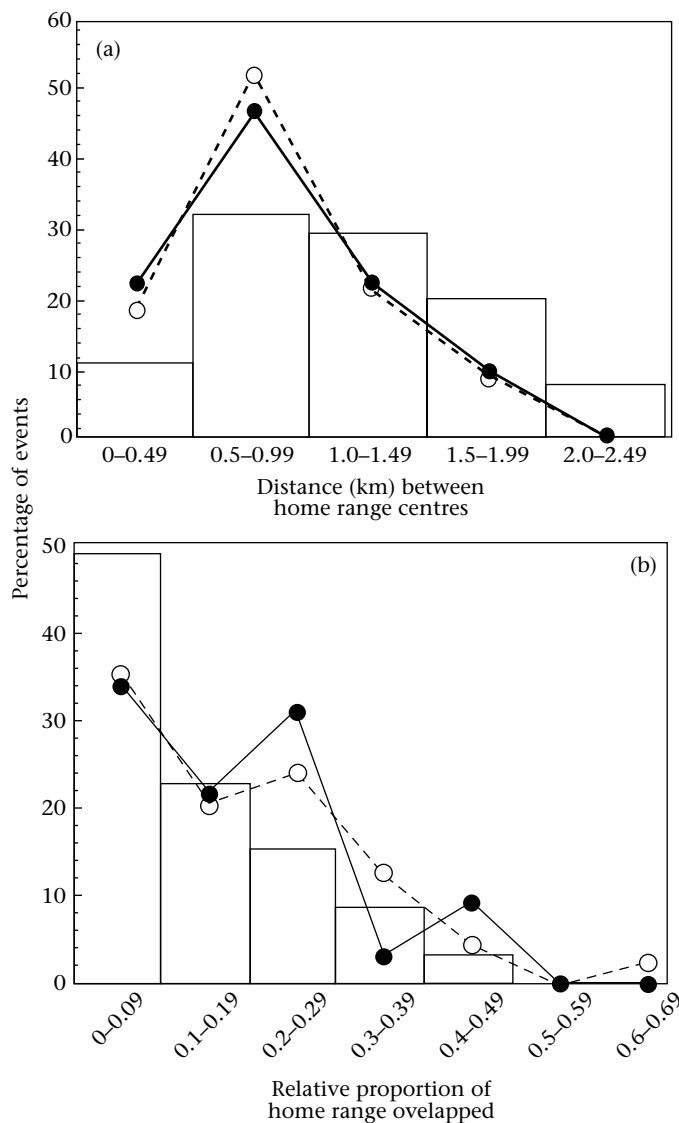 60
(a)
50
40
30
20
10
0
0–0.49 0.5–0.99 1.0–1.49 1.5–1.99 2.0–2.49
Distance (km) between
home range centres
Percentage of events
50
(b)
40
30
20
10
0
0–0.09 0.1–0.19 0.2–0.29 0.3–0.39 0.4–0.49 0.5–0.59 0.6–0.69
Relative proportion of
home range ovelapped